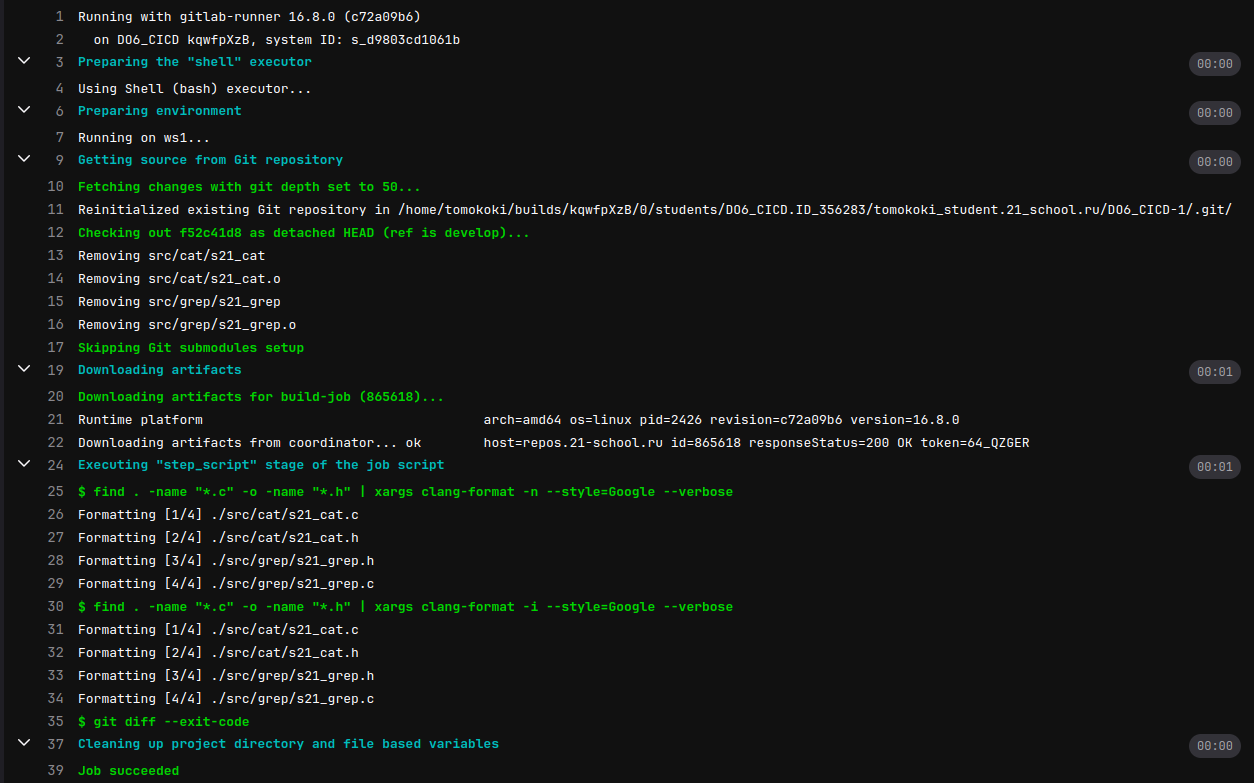 1 Running with gitlab-runner 16.8.0 (c72a09b6)
2 on DO6_CICD kqwfpXzB, system ID: s_d9803cd1061b
3 Preparing the "shell" executor 00:00
4 Using Shell (bash) executor...
6 Preparing environment 00:00
7 Running on ws1...
9 Getting source from Git repository 00:00
10 Fetching changes with git depth set to 50...
11 Reinitialized existing Git repository in /home/tomokoki/builds/kqwfpXzB/0/students/DO6_CICD.ID_356283/tomokoki_student.21_school.ru/DO6_CICD-1/.git/
12 Checking out f52c41d8 as detached HEAD (ref is develop)...
13 Removing src/cat/s21_cat
14 Removing src/cat/s21_cat.o
15 Removing src/grep/s21_grep
16 Removing src/grep/s21_grep.o
17 Skipping Git submodules setup
19 Downloading artifacts 00:01
20 Downloading artifacts for build-job (865618)...
21 Runtime platform arch=amd64 os=linux pid=2426 revision=c72a09b6 version=16.8.0
22 Downloading artifacts from coordinator... ok host=repos.21-school.ru id=865618 responseStatus=200 OK token=64_QZGER
24 Executing "step_script" stage of the job script 00:01
25 $ find . -name "*.c" -o -name "*.h" | xargs clang-format -n --style=Google --verbose
26 Formatting [1/4] ./src/cat/s21_cat.c
27 Formatting [2/4] ./src/cat/s21_cat.h
28 Formatting [3/4] ./src/grep/s21_grep.h
29 Formatting [4/4] ./src/grep/s21_grep.c
30 $ find . -name "*.c" -o -name "*.h" | xargs clang-format -i --style=Google --verbose
31 Formatting [1/4] ./src/cat/s21_cat.c
32 Formatting [2/4] ./src/cat/s21_cat.h
33 Formatting [3/4] ./src/grep/s21_grep.h
34 Formatting [4/4] ./src/grep/s21_grep.c
35 $ git diff --exit-code
37 Cleaning up project directory and file based variables 00:00
39 Job succeeded